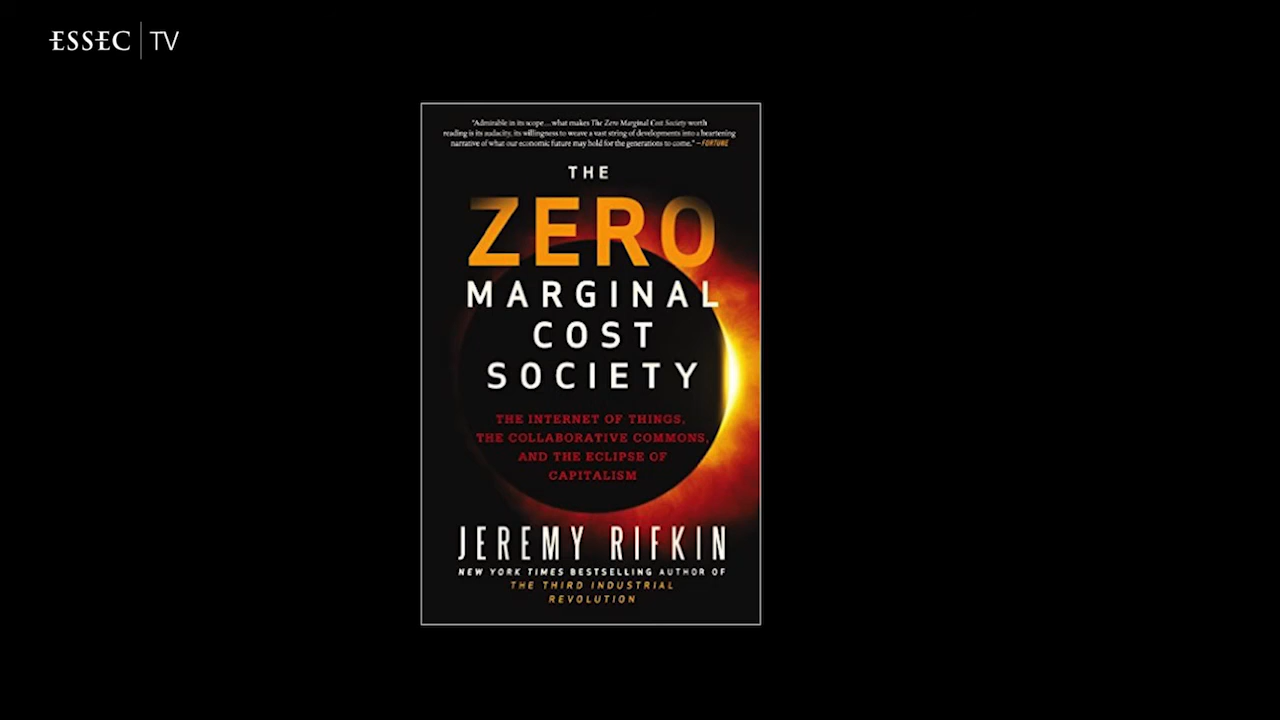 ESSEC | TV
"Admirable in its scope...what makes The Zero Marginal Cost Society worth
reading is its audacity, its willingness to weave a vast string of developments into a heartening
narrative of what our economic future may hold for the generations to come." —FORTUNE
THE
ZERO
MARGINAL
COST
SOCIETY
THE INTERNET OF THINGS,
THE COLLABORATIVE COMMONS,
AND THE ECLIPSE OF
CAPITALISM
JEREMY RIFKIN
NEW YORK TIMES BESTSELLING AUTHOR OF
THE THIRD INDUSTRIAL
REVOLUTION